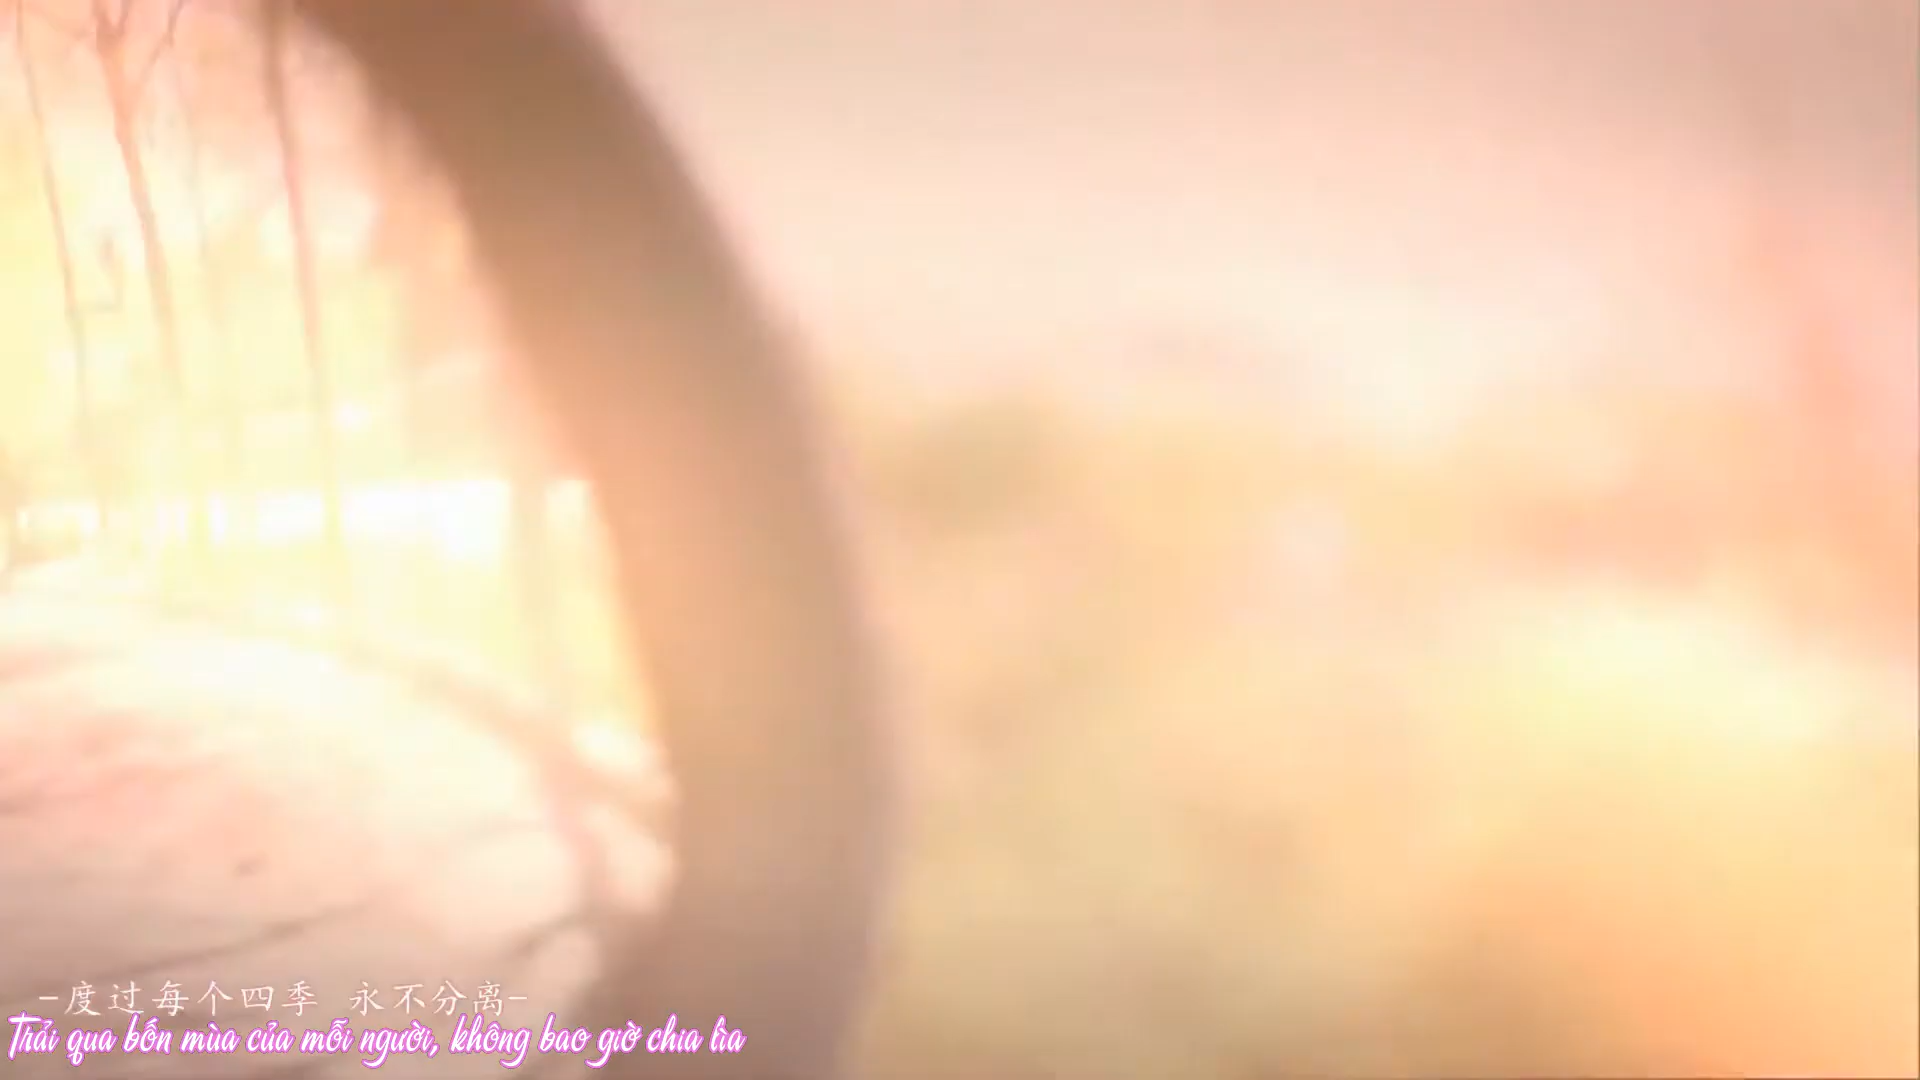 -度过每个四季 永不分离-
Trải qua bốn mùa của mỗi người, không bao giờ chia lìa